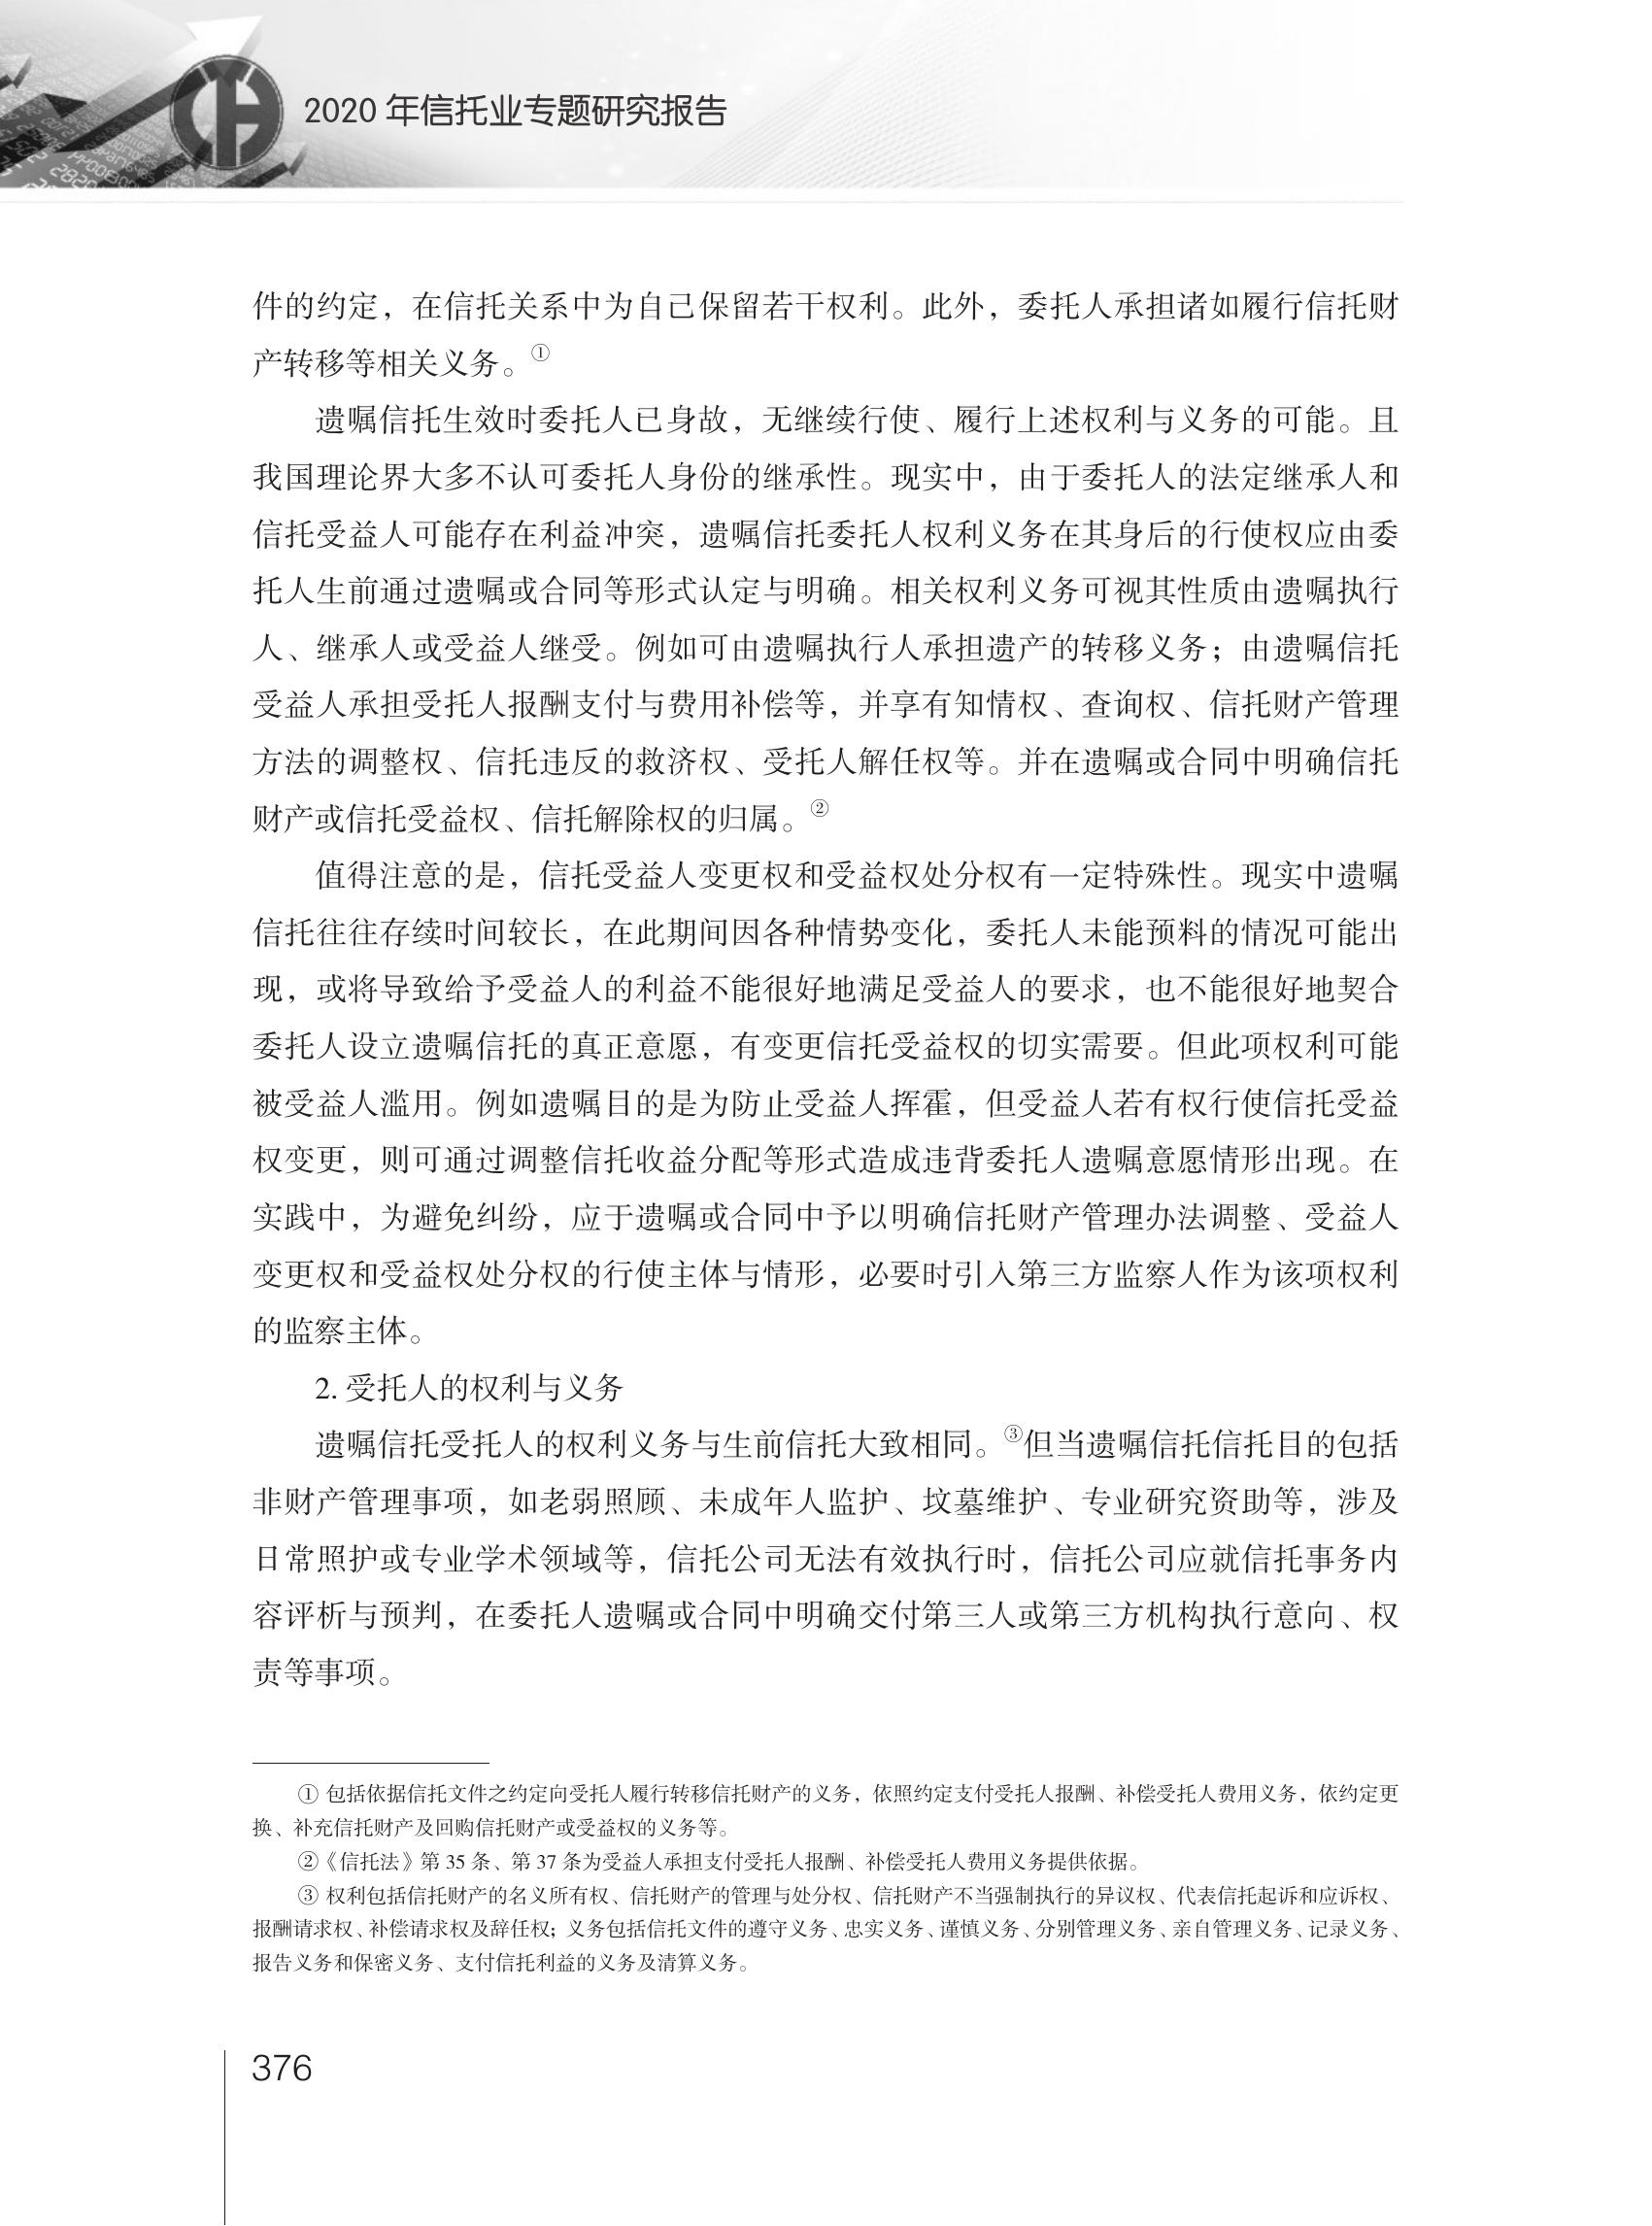 2020 年信托业专题研究报告
件的约定，在信托关系中为自己保留若干权利。此外，委托人承担诸如履行信托财
产转移等相关义务。①
遗嘱信托生效时委托人已身故，无继续行使、履行上述权利与义务的可能。且
我国理论界大多不认可委托人身份的继承性。现实中，由于委托人的法定继承人和
信托受益人可能存在利益冲突，遗嘱信托委托人权利义务在其身后的行使权应由委
托人生前通过遗嘱或合同等形式认定与明确。相关权利义务可视其性质由遗嘱执行
人、继承人或受益人继受。例如可由遗嘱执行人承担遗产的转移义务；由遗嘱信托
受益人承担受托人报酬支付与费用补偿等，并享有知情权、查询权、信托财产管理
方法的调整权、信托违反的救济权、受托人解任权等。并在遗嘱或合同中明确信托
财产或信托受益权、信托解除权的归属。②
值得注意的是，信托受益人变更权和受益权处分权有一定特殊性。现实中遗嘱
信托往往存续时间较长，在此期间因各种情势变化，委托人未能预料的情况可能出
现，或将导致给予受益人的利益不能很好地满足受益人的要求，也不能很好地契合
委托人设立遗嘱信托的真正意愿，有变更信托受益权的切实需要。但此项权利可能
被受益人滥用。例如遗嘱目的是为防止受益人挥霍，但受益人若有权行使信托受益
权变更，则可通过调整信托收益分配等形式造成违背委托人遗嘱意愿情形出现。在
实践中，为避免纠纷，应于遗嘱或合同中予以明确信托财产管理办法调整、受益人
变更权和受益权处分权的行使主体与情形，必要时引入第三方监察人作为该项权利
的监察主体。
2. 受托人的权利与义务
遗嘱信托受托人的权利义务与生前信托大致相同。③但当遗嘱信托信托目的包括
非财产管理事项，如老弱照顾、未成年人监护、坟墓维护、专业研究资助等，涉及
日常照护或专业学术领域等，信托公司无法有效执行时，信托公司应就信托事务内
容评析与预判，在委托人遗嘱或合同中明确交付第三人或第三方机构执行意向、权
责等事项。
① 包括依据信托文件之约定向受托人履行转移信托财产的义务，依照约定支付受托人报酬、补偿受托人费用义务，依约定更
换、补充信托财产及回购信托财产或受益权的义务等。
②《信托法》第 35 条、第 37 条为受益人承担支付受托人报酬、补偿受托人费用义务提供依据。
③ 权利包括信托财产的名义所有权、信托财产的管理与处分权、信托财产不当强制执行的异议权、代表信托起诉和应诉权、
报酬请求权、补偿请求权及辞任权；义务包括信托文件的遵守义务、忠实义务、谨慎义务、分别管理义务、亲自管理义务、记录义务、
报告义务和保密义务、支付信托利益的义务及清算义务。
376